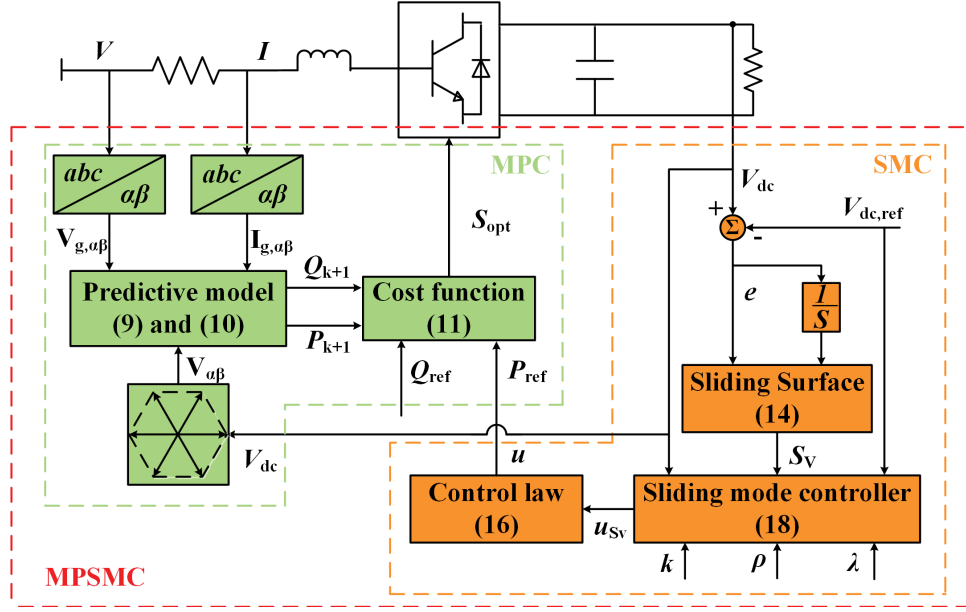 V
I
MPC
SMC
abc
αβ
abc
αβ
V_dc
V_g,αβ
I_g,αβ
S_opt
+
Σ
-
V_dc,ref
Predictive model
(9) and (10)
Q_k+1
P_k+1
Cost function
(11)
e
1
S
V_αβ
Q_ref
P_ref
Sliding Surface
(14)
V_dc
u
S_V
Control law
(16)
u_Sv
Sliding mode controller
(18)
k
ρ
λ
MPSMC